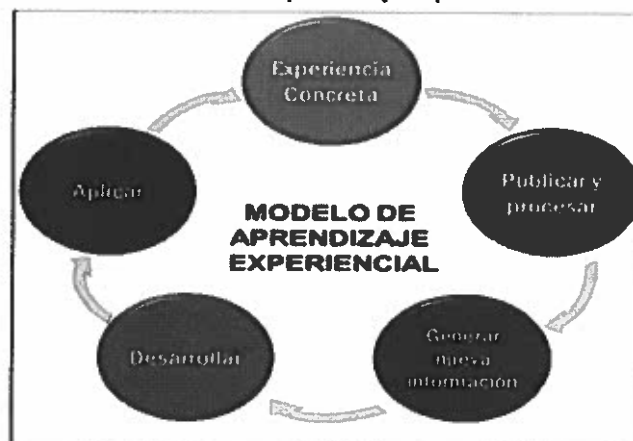 Experiencia
Concreta
Publicar y
procesar
Generar
nueva
información
Desarrollar
Aplicar
MODELO DE
APRENDIZAJE
EXPERIENCIAL